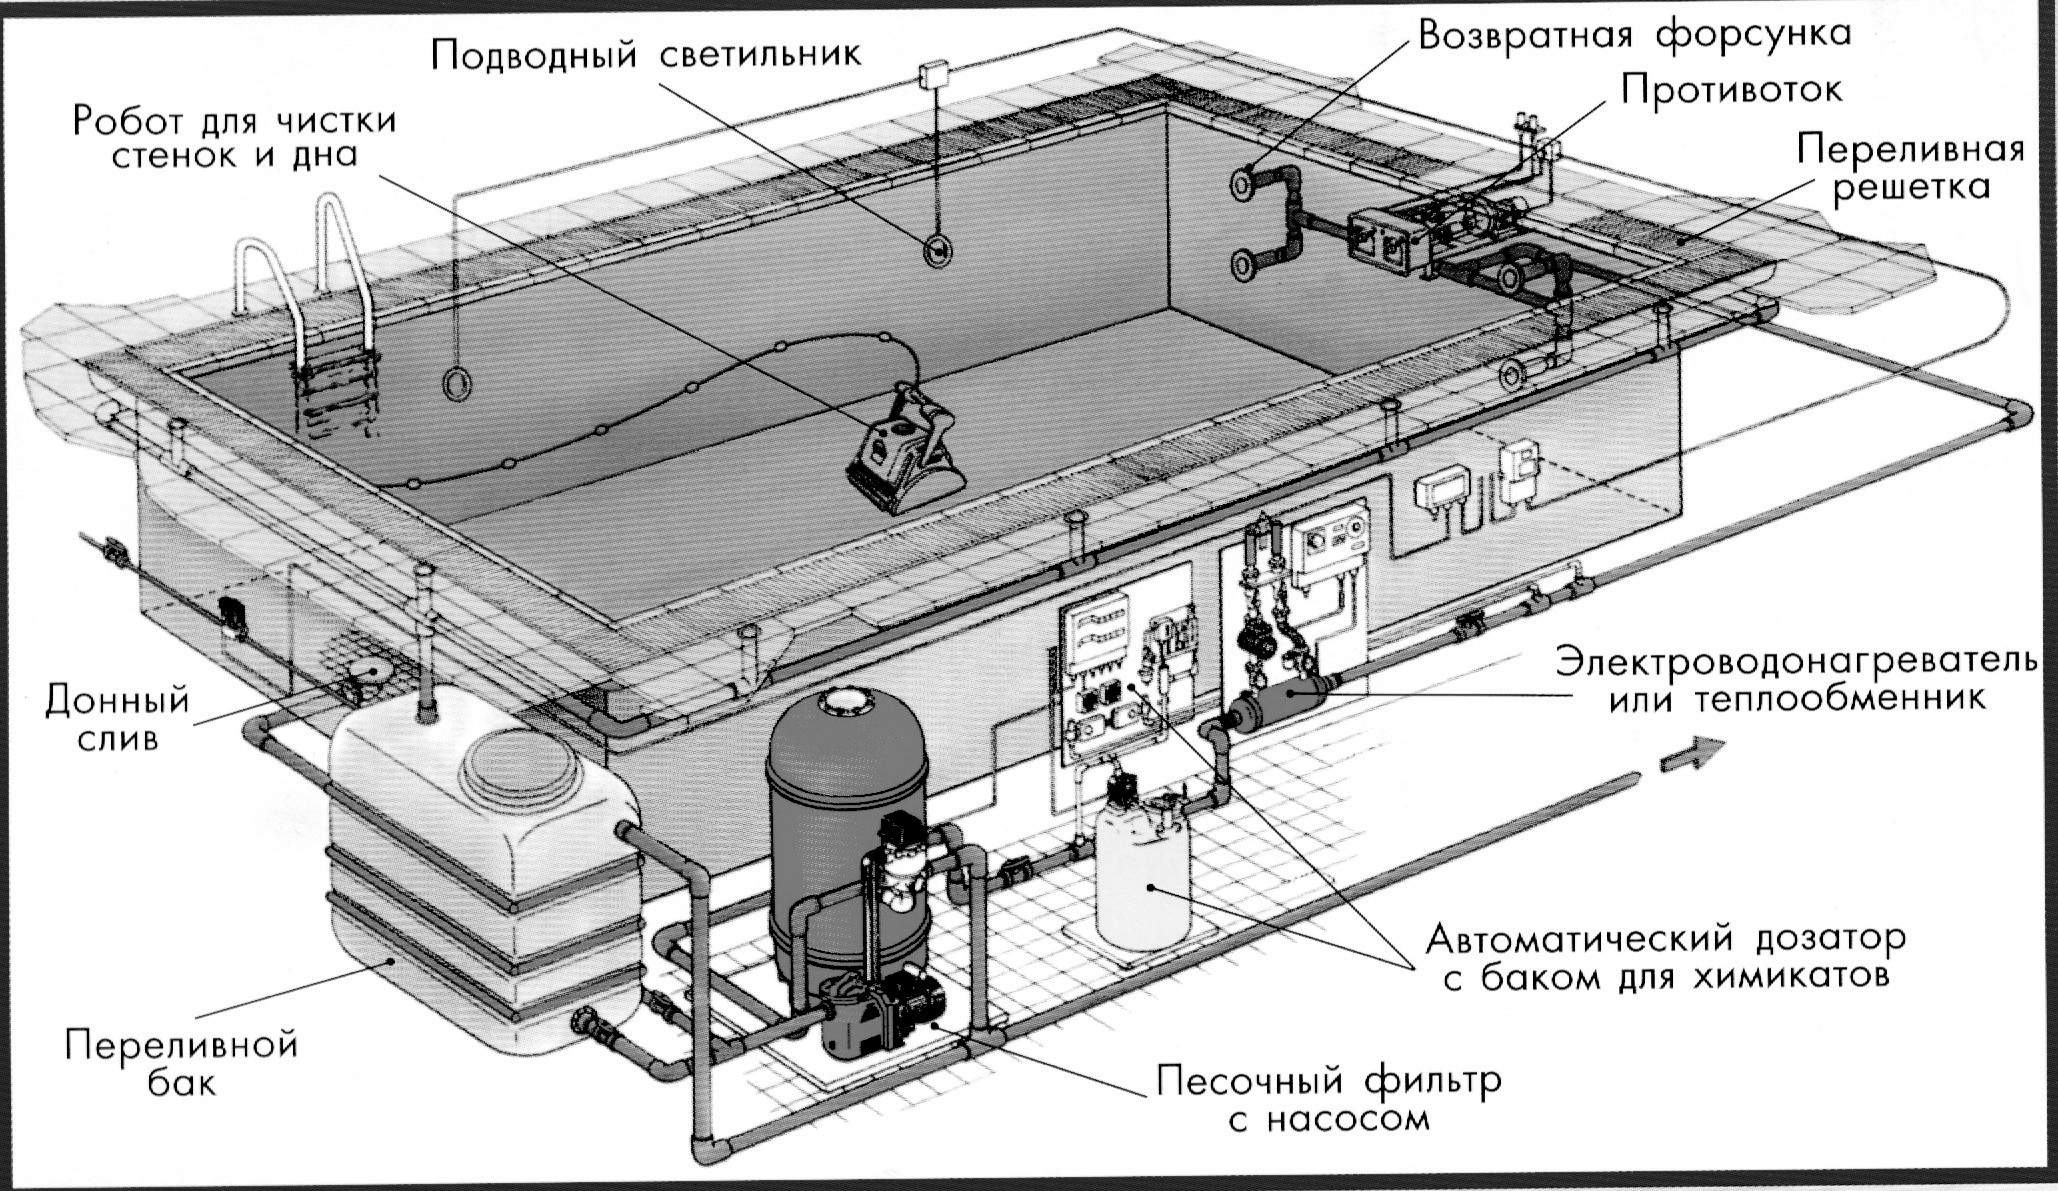 Подводный светильник
Возвратная форсунка
Противоток
Робот для чистки
стенок и дна
Переливная
решетка
Донный
слив
Электроводонагреватель
или теплообменник
Автоматический дозатор
с баком для химикатов
Переливной
бак
Песочный фильтр
с насосом